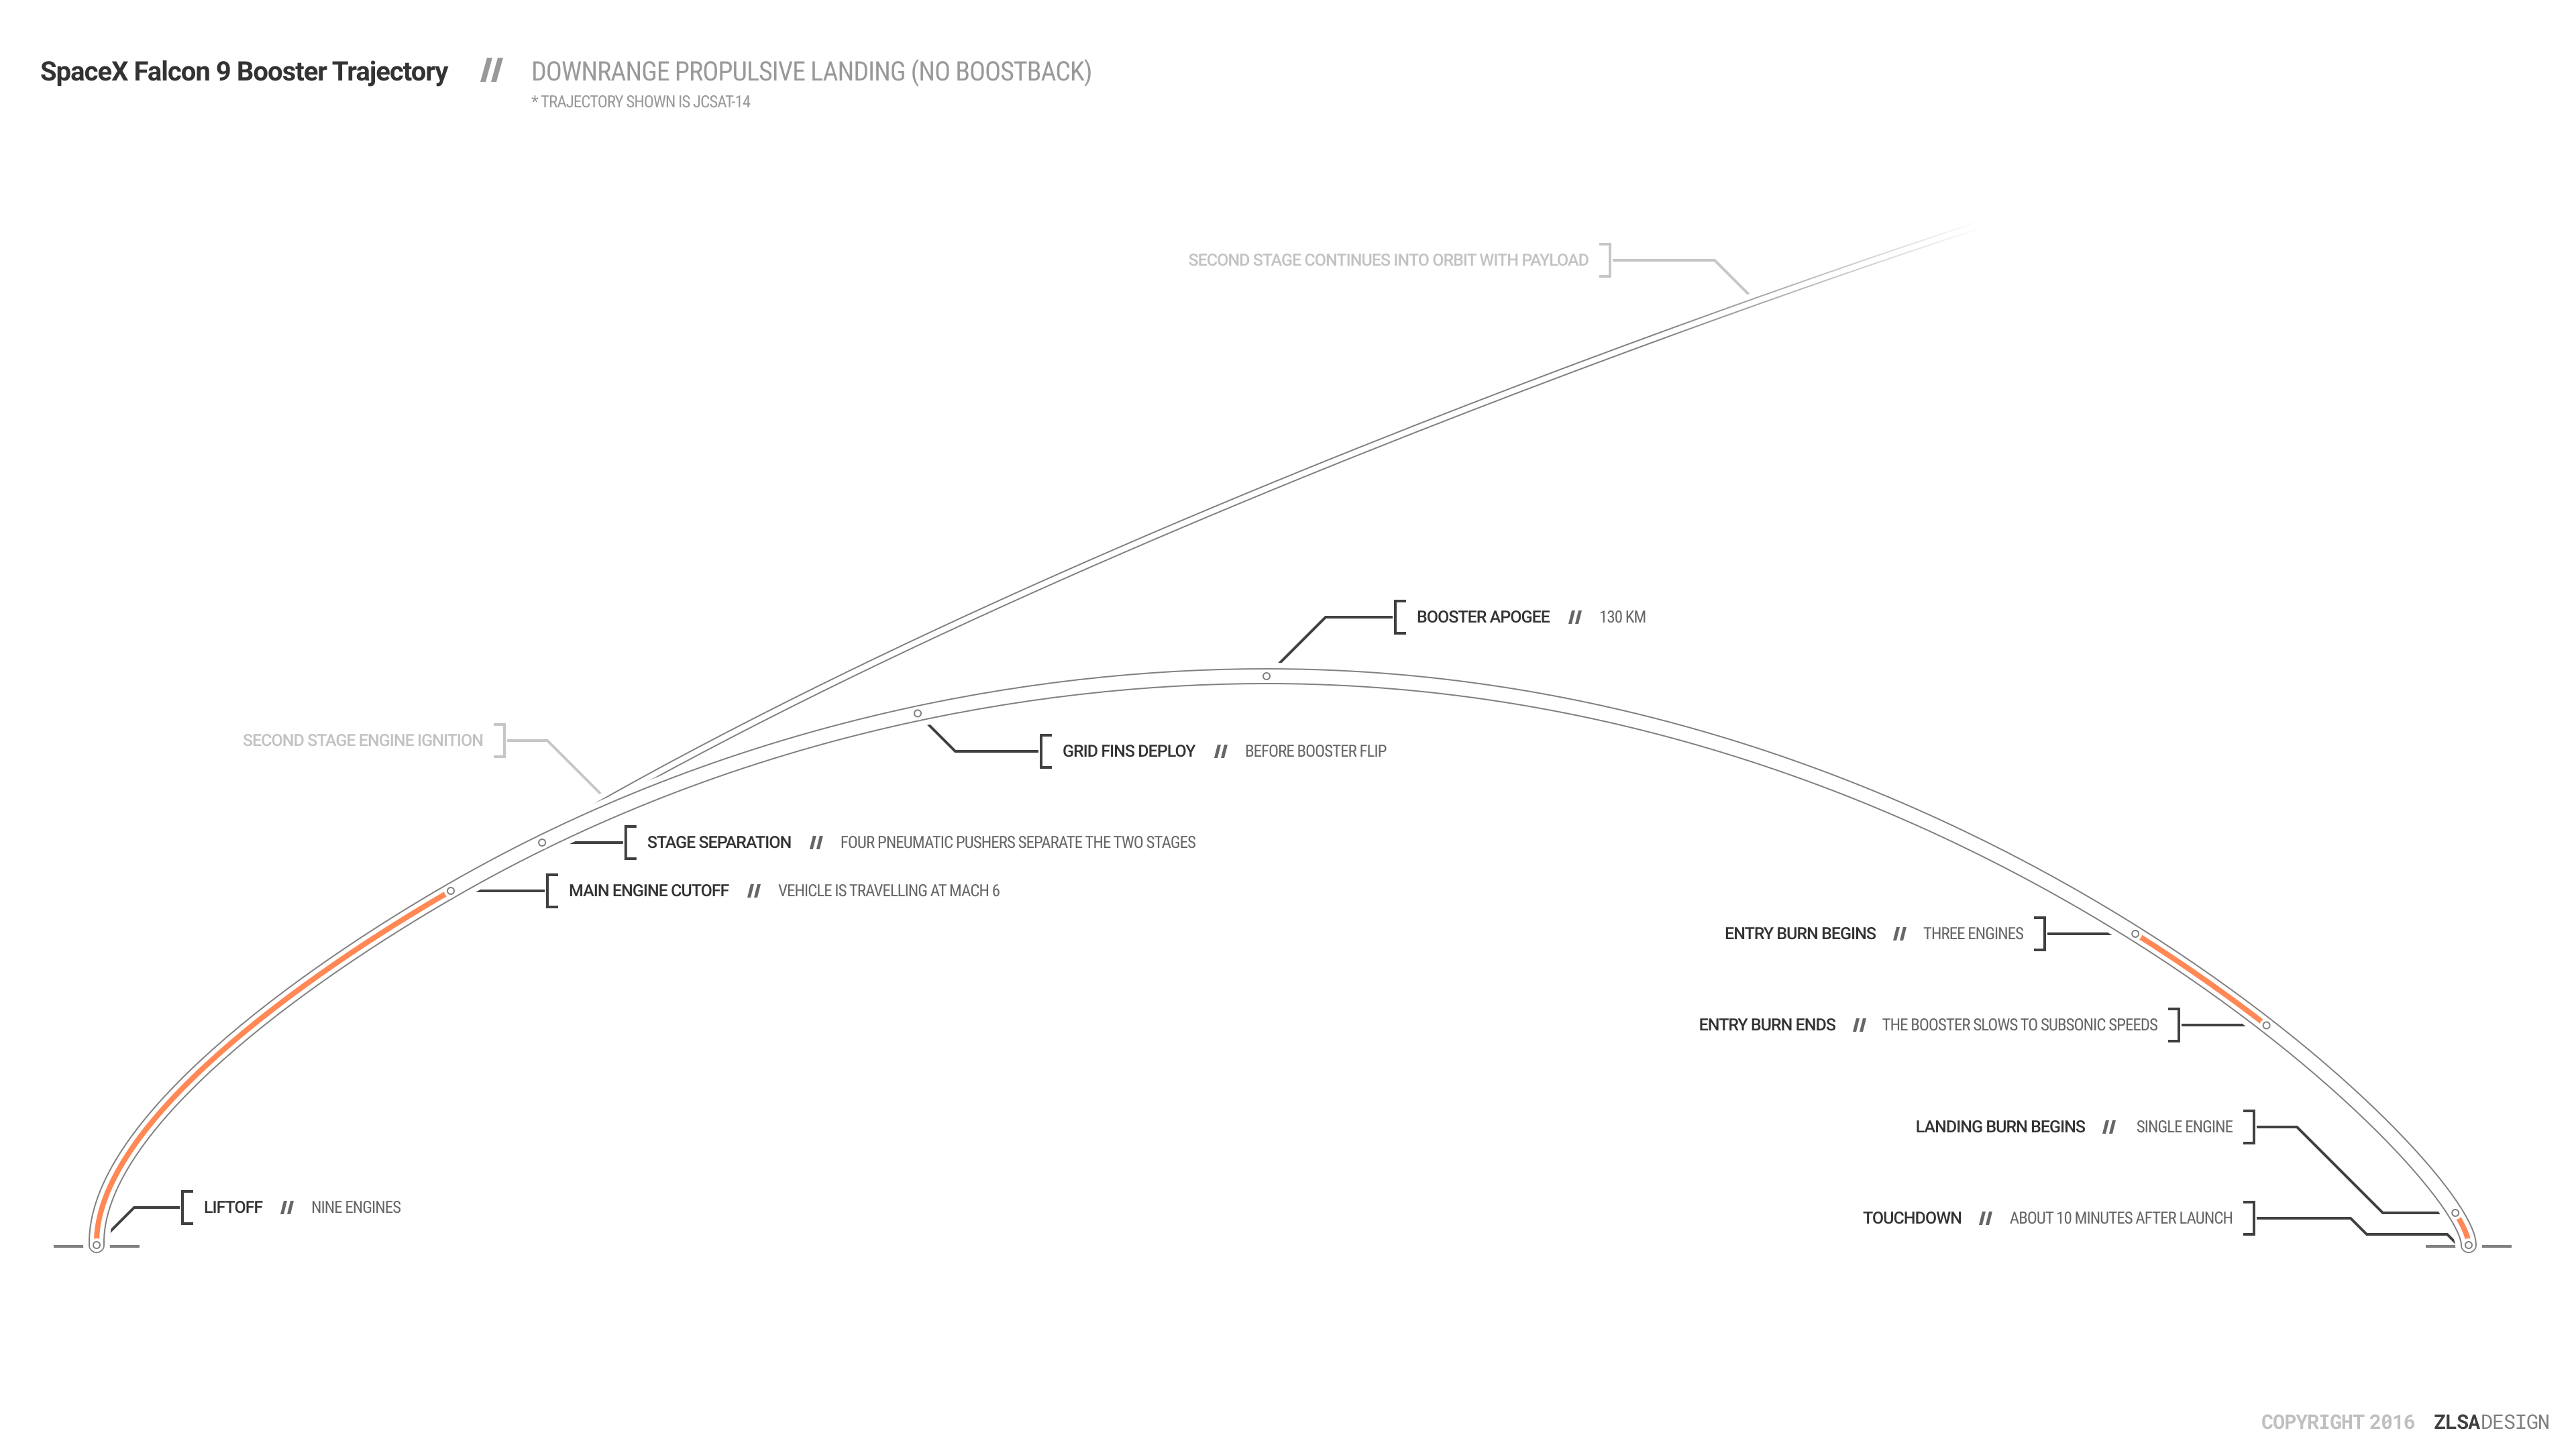 SpaceX Falcon 9 Booster Trajectory // DOWNRANGE PROPULSIVE LANDING (NO BOOSTBACK)
* TRAJECTORY SHOWN IS JCSAT-14
SECOND STAGE CONTINUES INTO ORBIT WITH PAYLOAD
BOOSTER APOGEE // 130 KM
SECOND STAGE ENGINE IGNITION
GRID FINS DEPLOY // BEFORE BOOSTER FLIP
STAGE SEPARATION // FOUR PNEUMATIC PUSHERS SEPARATE THE TWO STAGES
MAIN ENGINE CUTOFF // VEHICLE IS TRAVELLING AT MACH 6
ENTRY BURN BEGINS // THREE ENGINES
ENTRY BURN ENDS // THE BOOSTER SLOWS TO SUBSONIC SPEEDS
LANDING BURN BEGINS // SINGLE ENGINE
LIFTOFF // NINE ENGINES
TOUCHDOWN // ABOUT 10 MINUTES AFTER LAUNCH
COPYRIGHT 2016 ZLSADESIGN